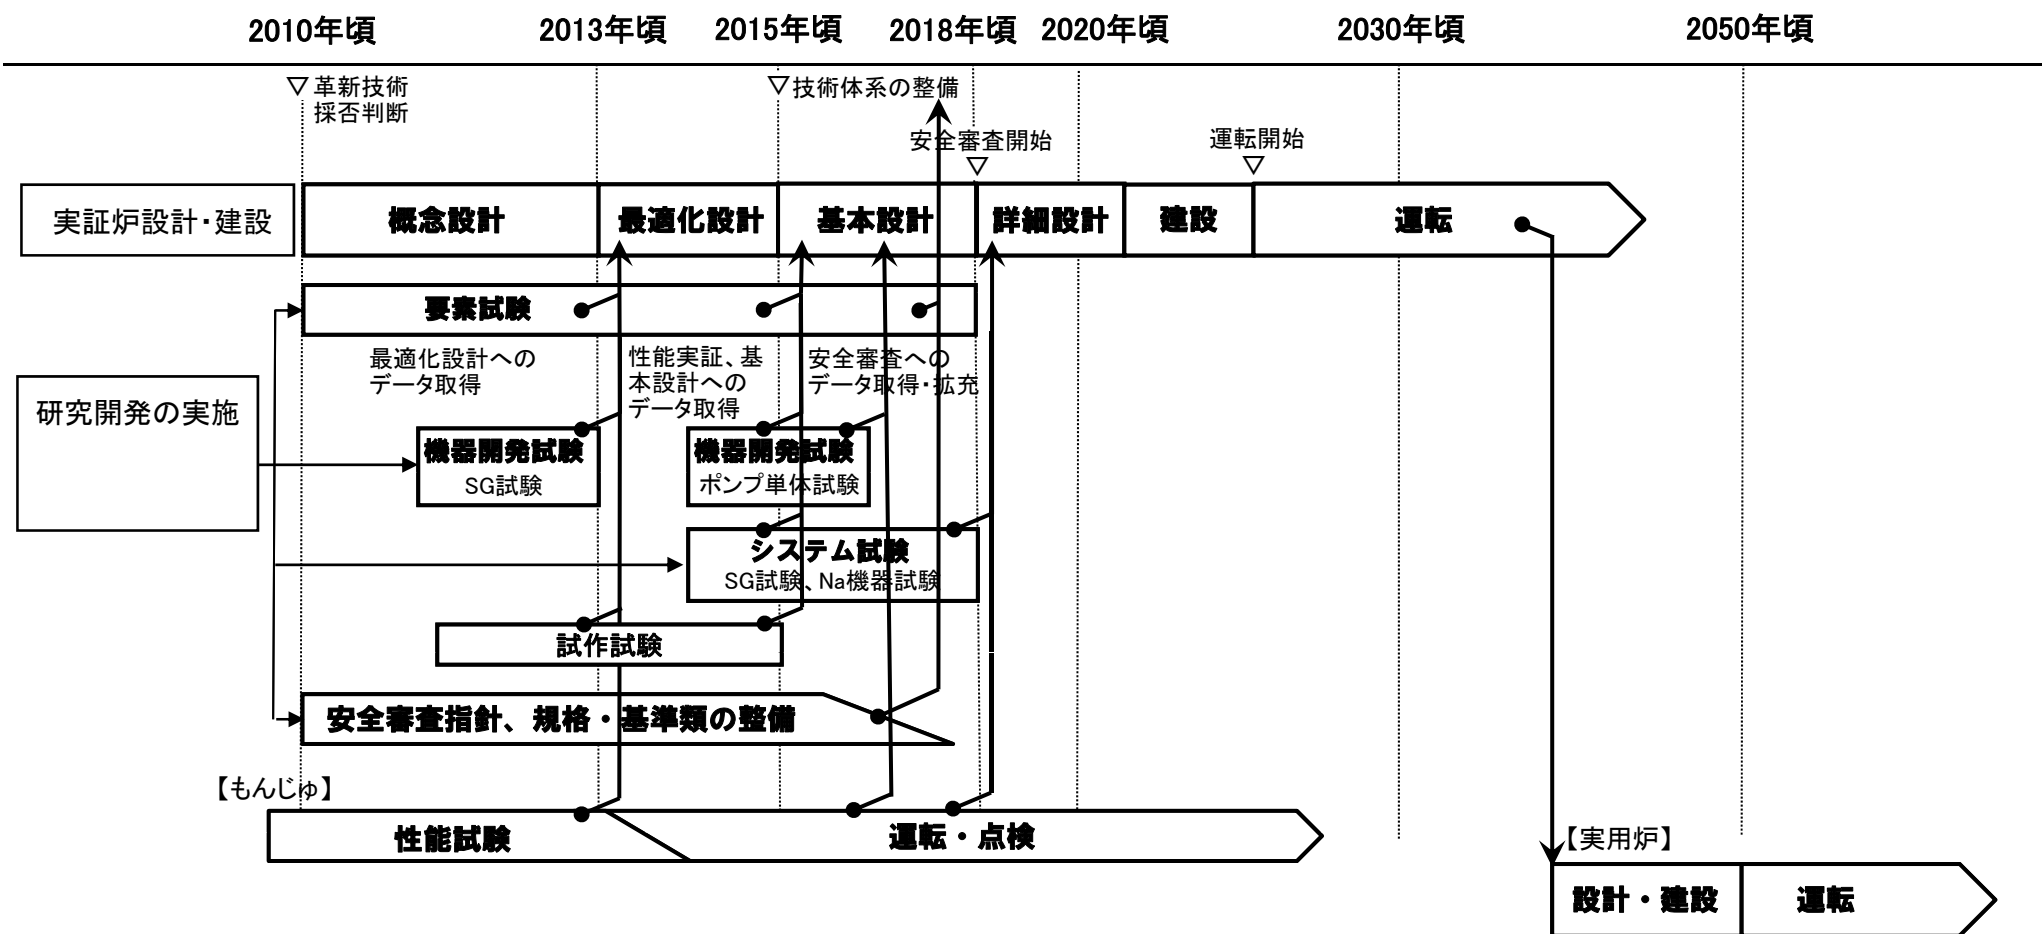 2010年頃
2013年頃
2015年頃
2018年頃
2020年頃
2030年頃
2050年頃
▽革新技術
採否判断
▽技術体系の整備
安全審査開始
▽
運転開始
▽
実証炉設計・建設
概念設計
最適化設計
基本設計
詳細設計
建設
運転
要素試験
最適化設計への
データ取得
性能実証、基
本設計への
データ取得
安全審査への
データ取得・拡充
研究開発の実施
機器開発試験
SG試験
機器開発試験
ポンプ単体試験
システム試験
SG試験、Na機器試験
試作試験
安全審査指針、規格・基準類の整備
【もんじゅ】
性能試験
運転・点検
【実用炉】
設計・建設
運転